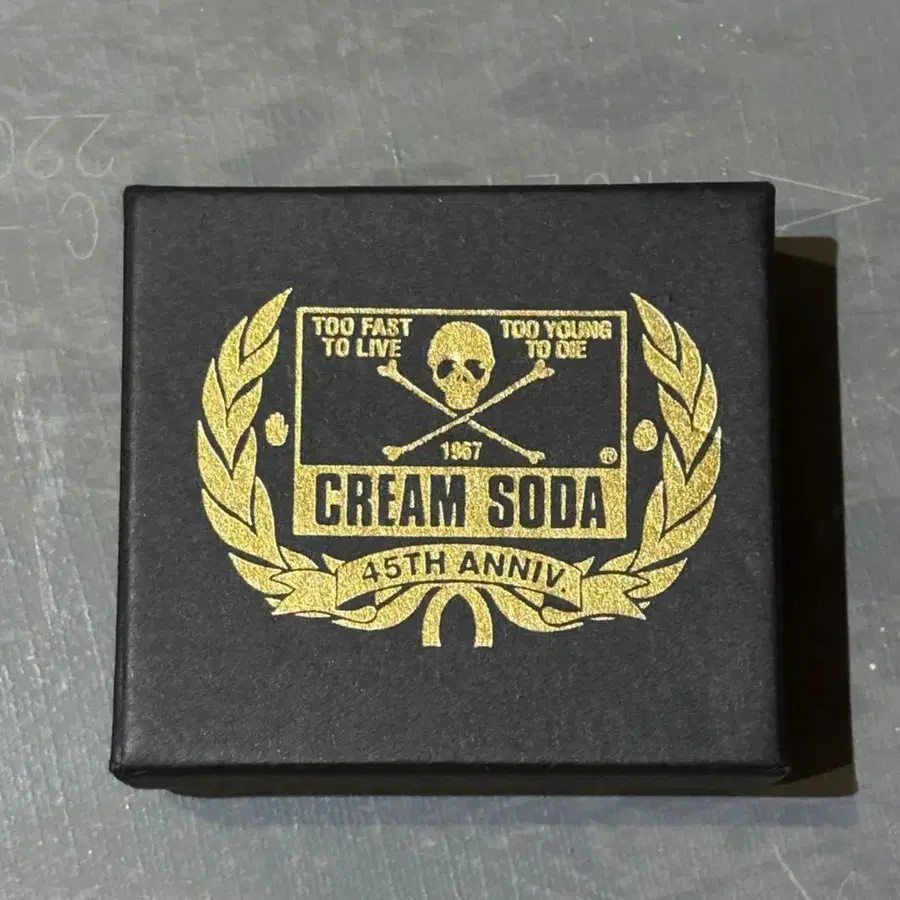 TOO FAST
TO LIVE
TOO YOUNG
TO DIE
1967
®
CREAM SODA
45TH ANNIV.